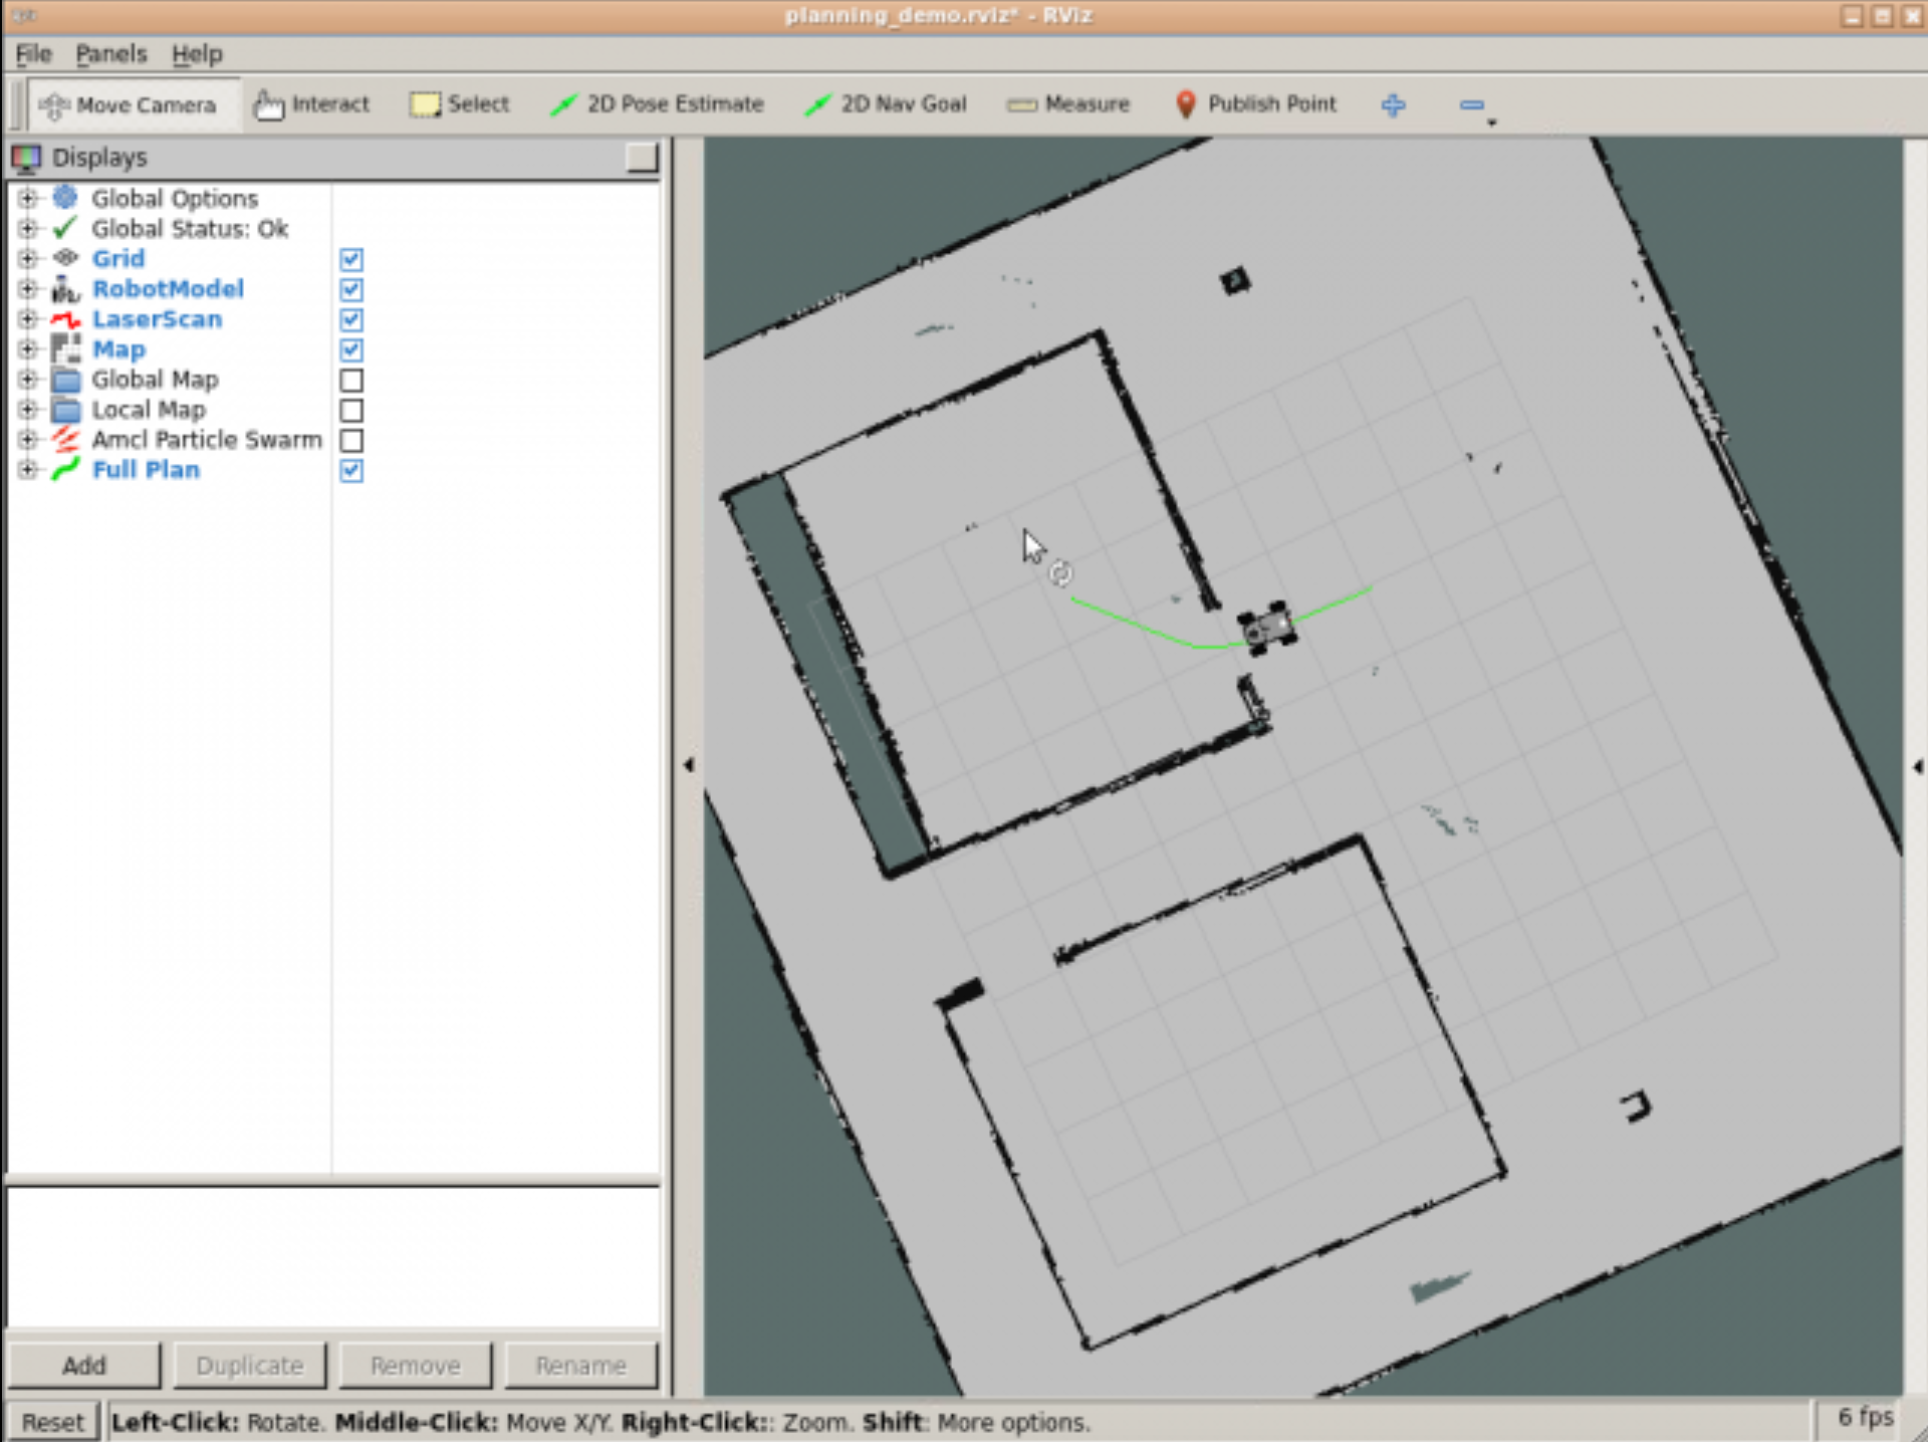 planning_demo.rviz* - RViz
File Panels Help
Move Camera Interact Select 2D Pose Estimate 2D Nav Goal Measure Publish Point
Displays
Global Options
Global Status: Ok
Grid
RobotModel
LaserScan
Map
Global Map
Local Map
Amcl Particle Swarm
Full Plan
Add Duplicate Remove Rename
Reset Left-Click: Rotate. Middle-Click: Move X/Y. Right-Click:: Zoom. Shift: More options. 6 fps